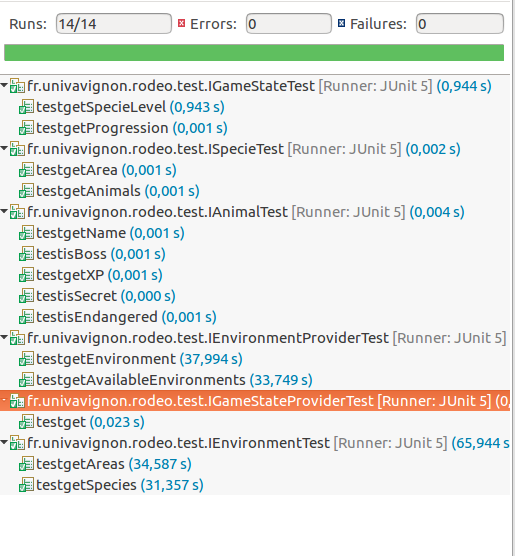 Runs: 14/14 Errors: 0 Failures: 0
fr.univavignon.rodeo.test.IGameStateTest [Runner: JUnit 5] (0,944 s)
testgetSpecieLevel (0,943 s)
testgetProgression (0,001 s)
fr.univavignon.rodeo.test.ISpecieTest [Runner: JUnit 5] (0,002 s)
testgetArea (0,001 s)
testgetAnimals (0,001 s)
fr.univavignon.rodeo.test.IAnimalTest [Runner: JUnit 5] (0,004 s)
testgetName (0,001 s)
testisBoss (0,001 s)
testgetXP (0,001 s)
testisSecret (0,000 s)
testisEndangered (0,001 s)
fr.univavignon.rodeo.test.IEnvironmentProviderTest [Runner: JUnit 5]
testgetEnvironment (37,994 s)
testgetAvailableEnvironments (33,749 s)
fr.univavignon.rodeo.test.IGameStateProviderTest [Runner: JUnit 5] (0,
testget (0,023 s)
fr.univavignon.rodeo.test.IEnvironmentTest [Runner: JUnit 5] (65,944 s
testgetAreas (34,587 s)
testgetSpecies (31,357 s)